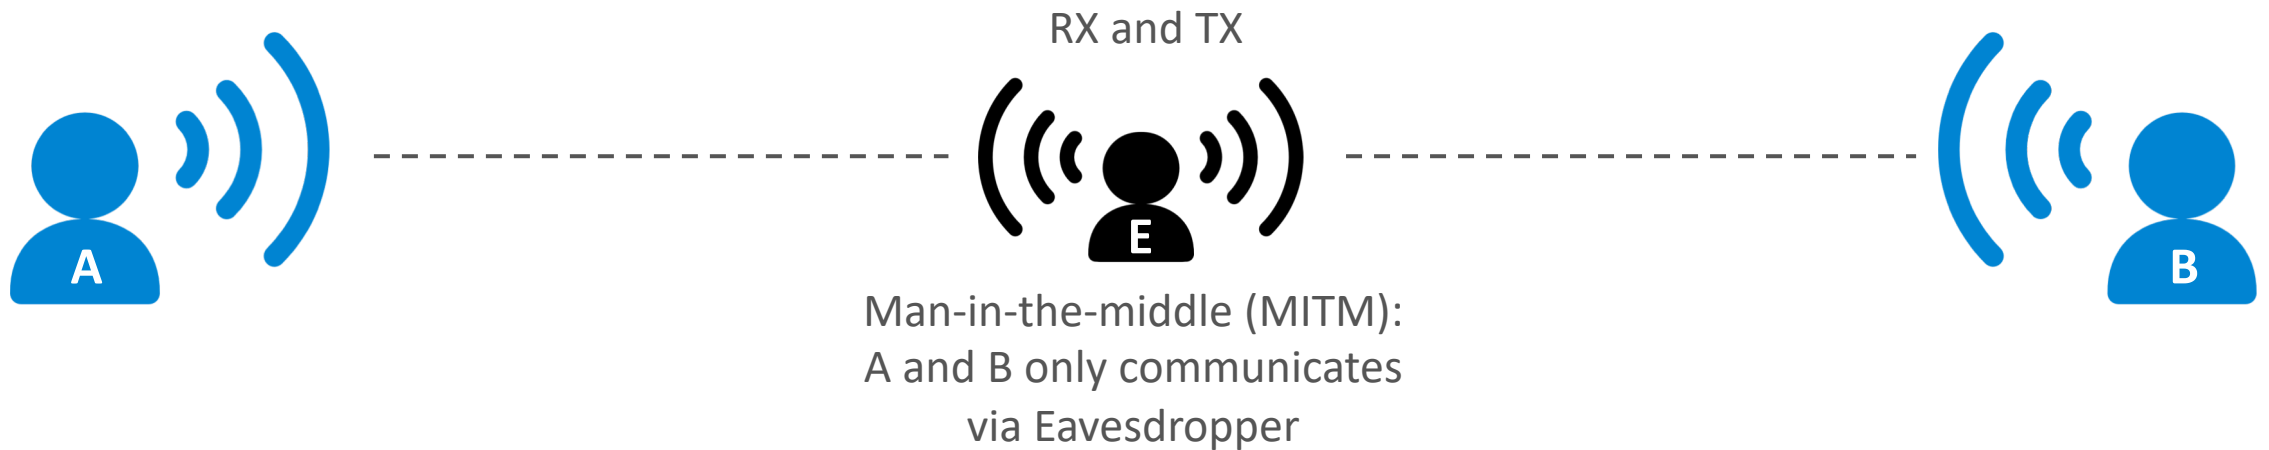 RX and TX
A
E
B
Man-in-the-middle (MITM):
A and B only communicates
via Eavesdropper